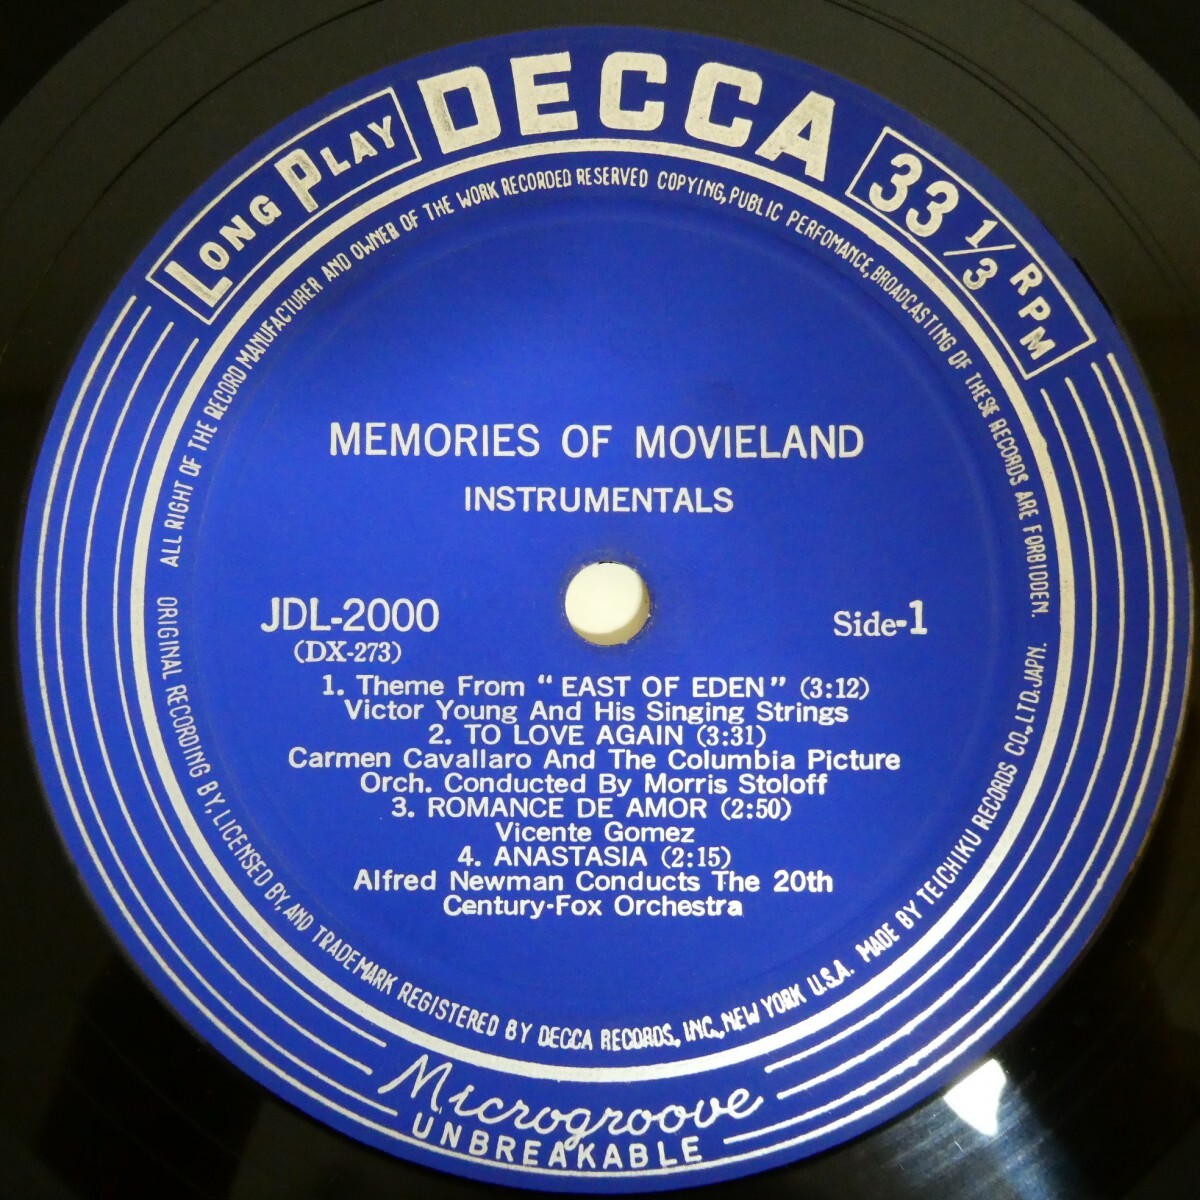 LONG PLAY
DECCA
33 1/3 RPM
ALL RIGHT OF THE RECORD MANUFACTURER AND OWNER OF THE WORK RECORDED RESERVED COPYING, PUBLIC PERFOMANCE, BROADCASTING OF THESE RECORDS ARE FORBIDDEN.
MEMORIES OF MOVIELAND
INSTRUMENTALS
JDL-2000
(DX-273)
Side-1
1. Theme From "EAST OF EDEN" (3:12)
Victor Young And His Singing Strings
2. TO LOVE AGAIN (3:31)
Carmen Cavallaro And The Columbia Picture
Orch. Conducted By Morris Stoloff
3. ROMANCE DE AMOR (2:50)
Vicente Gomez
4. ANASTASIA (2:15)
Alfred Newman Conducts The 20th
Century-Fox Orchestra
ORIGINAL RECORDING BY, LICENSED BY, AND TRADE MARK REGISTERED BY DECCA RECORDS, INC., NEW YORK U.S.A. MADE BY TEICHIKU RECORDS CO., LTD. JAPN.
Microgroove
UNBREAKABLE